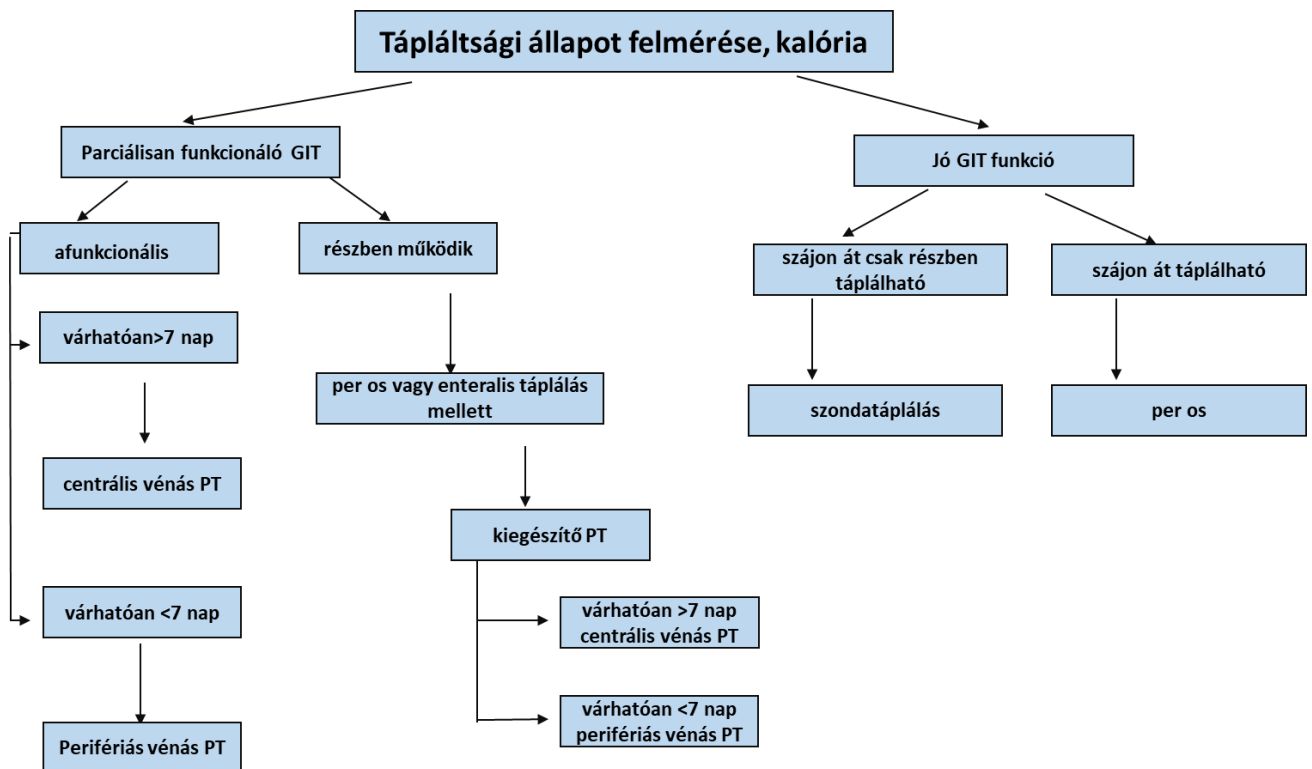 Tápláltsági állapot felmérése, kalória
Parciálisan funkcionáló GIT
Jó GIT funkció
afunkcionális
részben működik
szájon át csak részben
táplálható
szájon át táplálható
várhatóan>7 nap
per os vagy enteralis táplálás
mellett
szondatáplálás
per os
centrális vénás PT
kiegészítő PT
várhatóan <7 nap
várhatóan >7 nap
centrális vénás PT
Perifériás vénás PT
várhatóan <7 nap
perifériás vénás PT